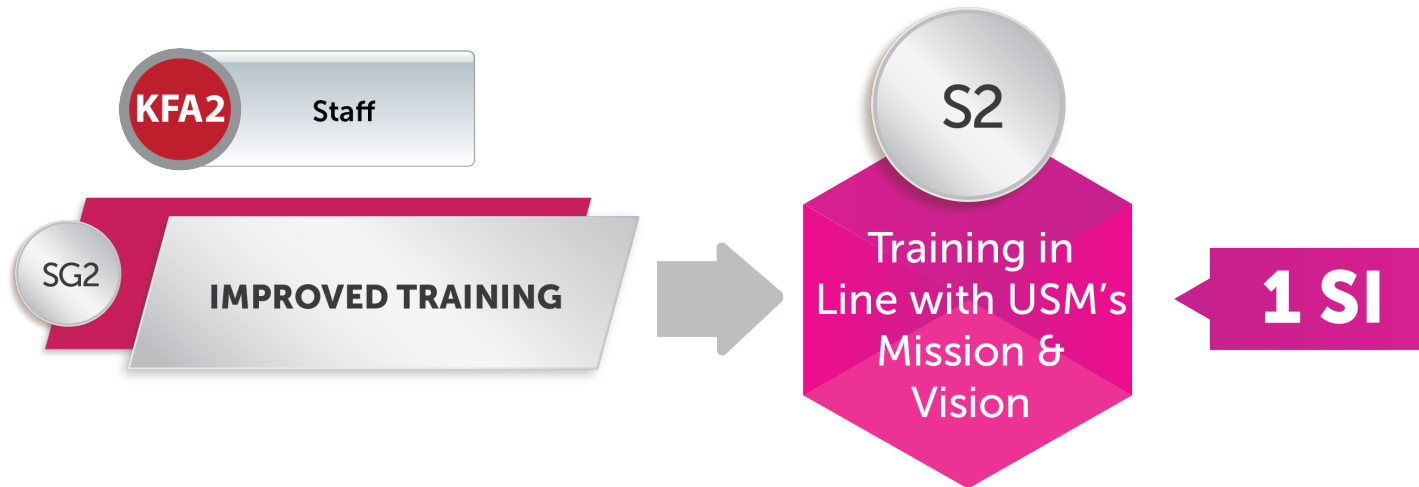 KFA2
Staff
SG2
IMPROVED TRAINING
S2
Training in
Line with USM's
Mission &
Vision
1 SI